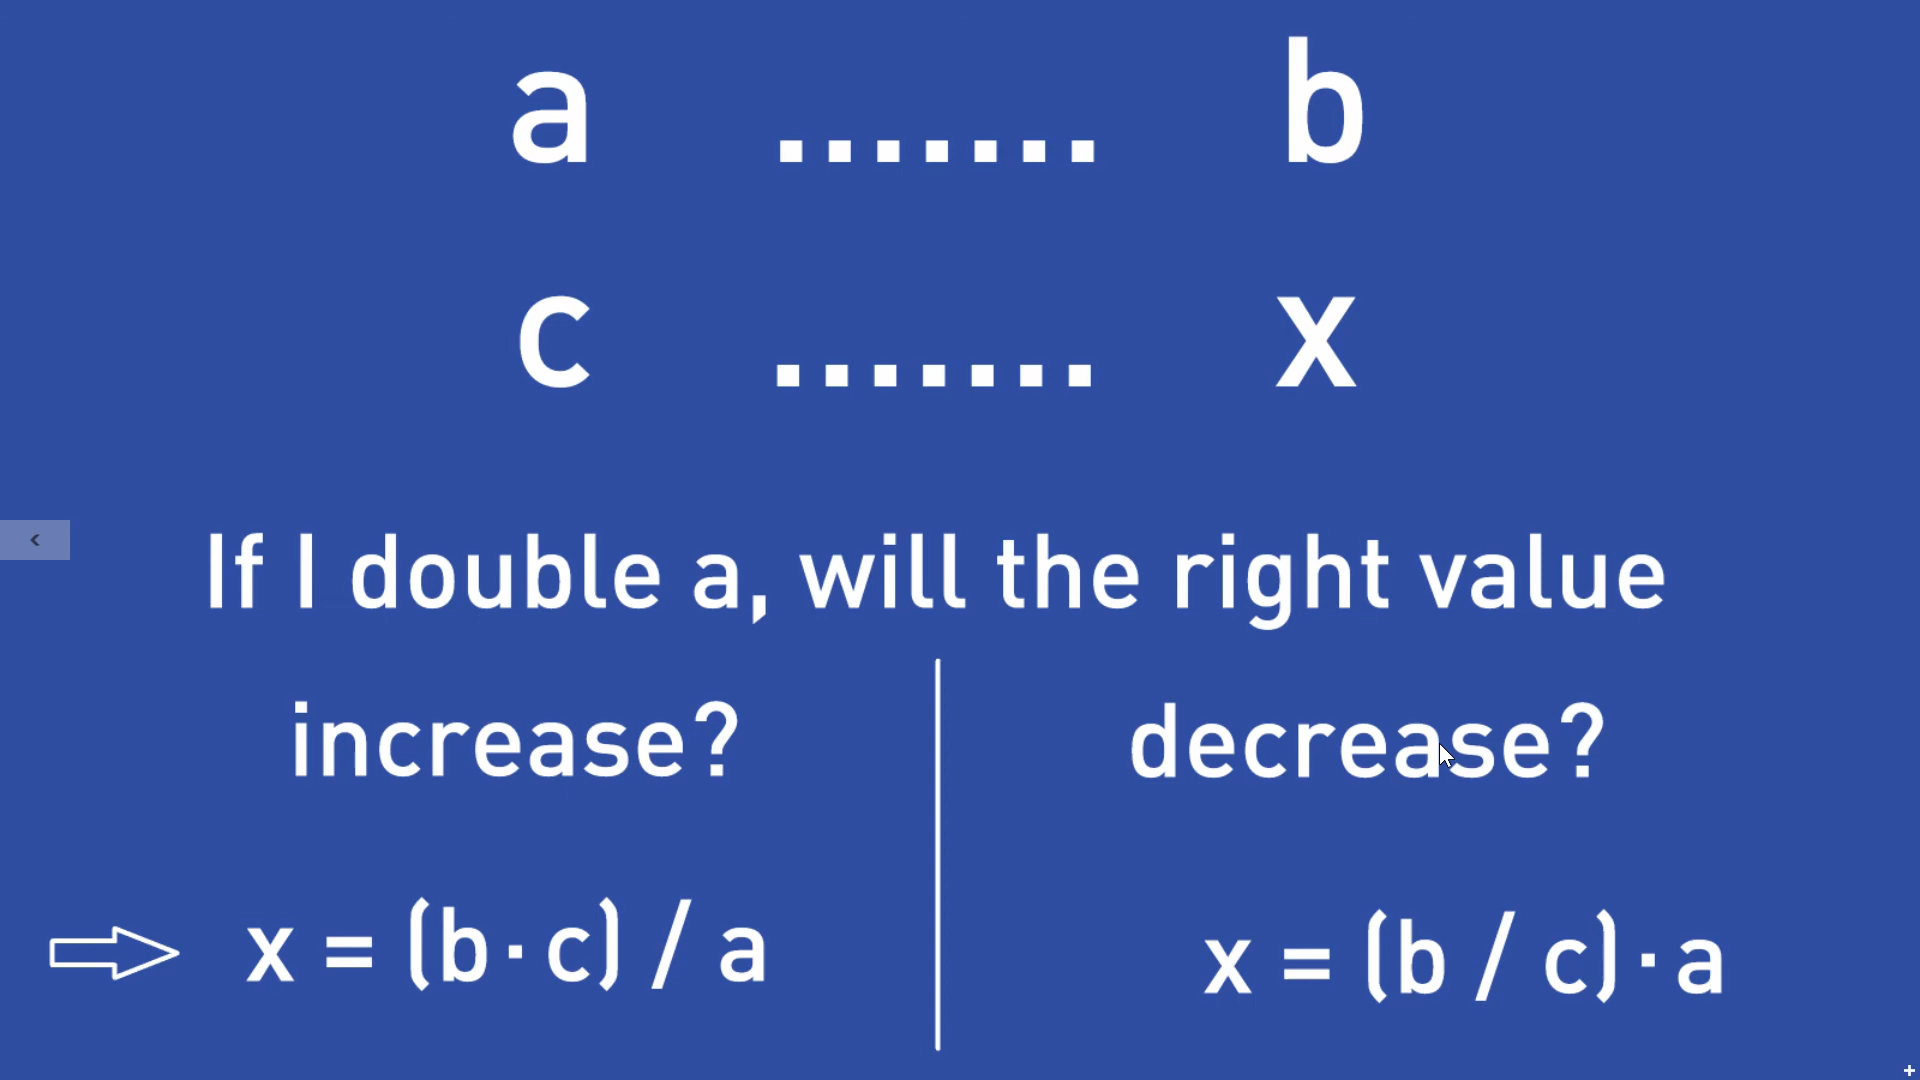 a ....... b
c ....... x
If I double a, will the right value
increase? decrease?
x = (b · c) / a x = (b / c) · a